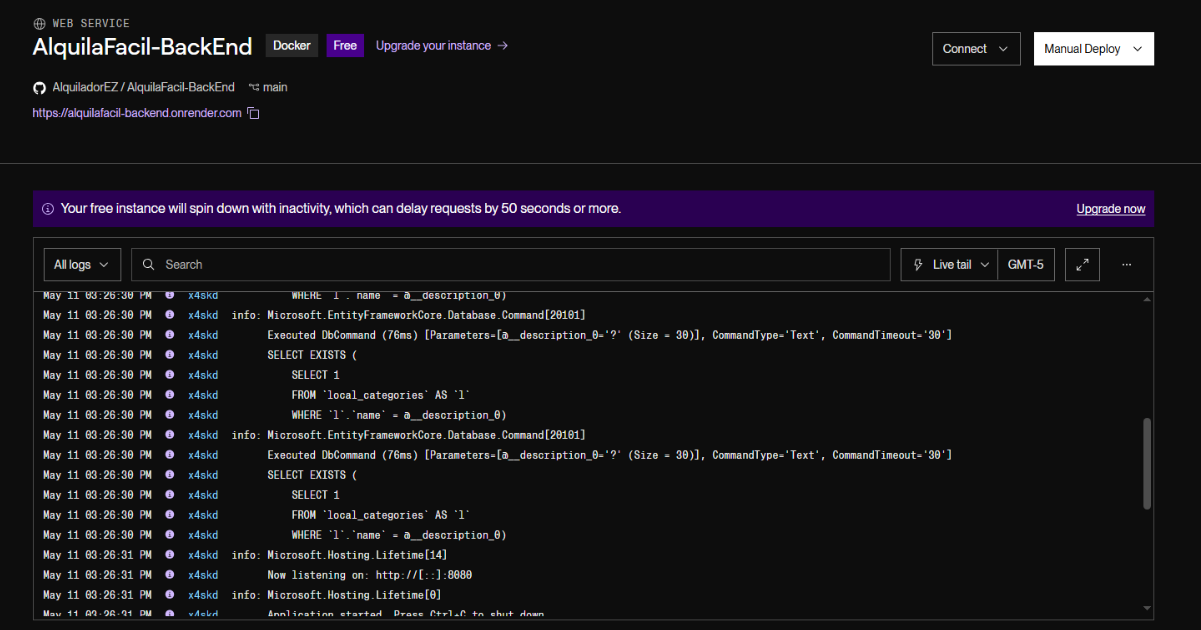 WEB SERVICE
AlquilaFacil-BackEnd Docker Free Upgrade your instance →
Connect Manual Deploy
AlquiladorEZ / AlquilaFacil-BackEnd main
https://alquilafacil-backend.onrender.com
Your free instance will spin down with inactivity, which can delay requests by 50 seconds or more. Upgrade now
All logs Search Live tail GMT-5 ...
May 11 03:26:30 PM x4skd WHERE `l`.`name` = @__description_0)
May 11 03:26:30 PM x4skd info: Microsoft.EntityFrameworkCore.Database.Command[20101]
May 11 03:26:30 PM x4skd Executed DbCommand (76ms) [Parameters=[@__description_0='?' (Size = 30)], CommandType='Text', CommandTimeout='30']
May 11 03:26:30 PM x4skd SELECT EXISTS (
May 11 03:26:30 PM x4skd SELECT 1
May 11 03:26:30 PM x4skd FROM `local_categories` AS `l`
May 11 03:26:30 PM x4skd WHERE `l`.`name` = @__description_0)
May 11 03:26:30 PM x4skd info: Microsoft.EntityFrameworkCore.Database.Command[20101]
May 11 03:26:30 PM x4skd Executed DbCommand (76ms) [Parameters=[@__description_0='?' (Size = 30)], CommandType='Text', CommandTimeout='30']
May 11 03:26:30 PM x4skd SELECT EXISTS (
May 11 03:26:30 PM x4skd SELECT 1
May 11 03:26:30 PM x4skd FROM `local_categories` AS `l`
May 11 03:26:30 PM x4skd WHERE `l`.`name` = @__description_0)
May 11 03:26:31 PM x4skd info: Microsoft.Hosting.Lifetime[14]
May 11 03:26:31 PM x4skd Now listening on: http://[::]:8080
May 11 03:26:31 PM x4skd info: Microsoft.Hosting.Lifetime[0]
May 11 03:26:31 PM x4skd Application started. Press Ctrl+C to shut down.